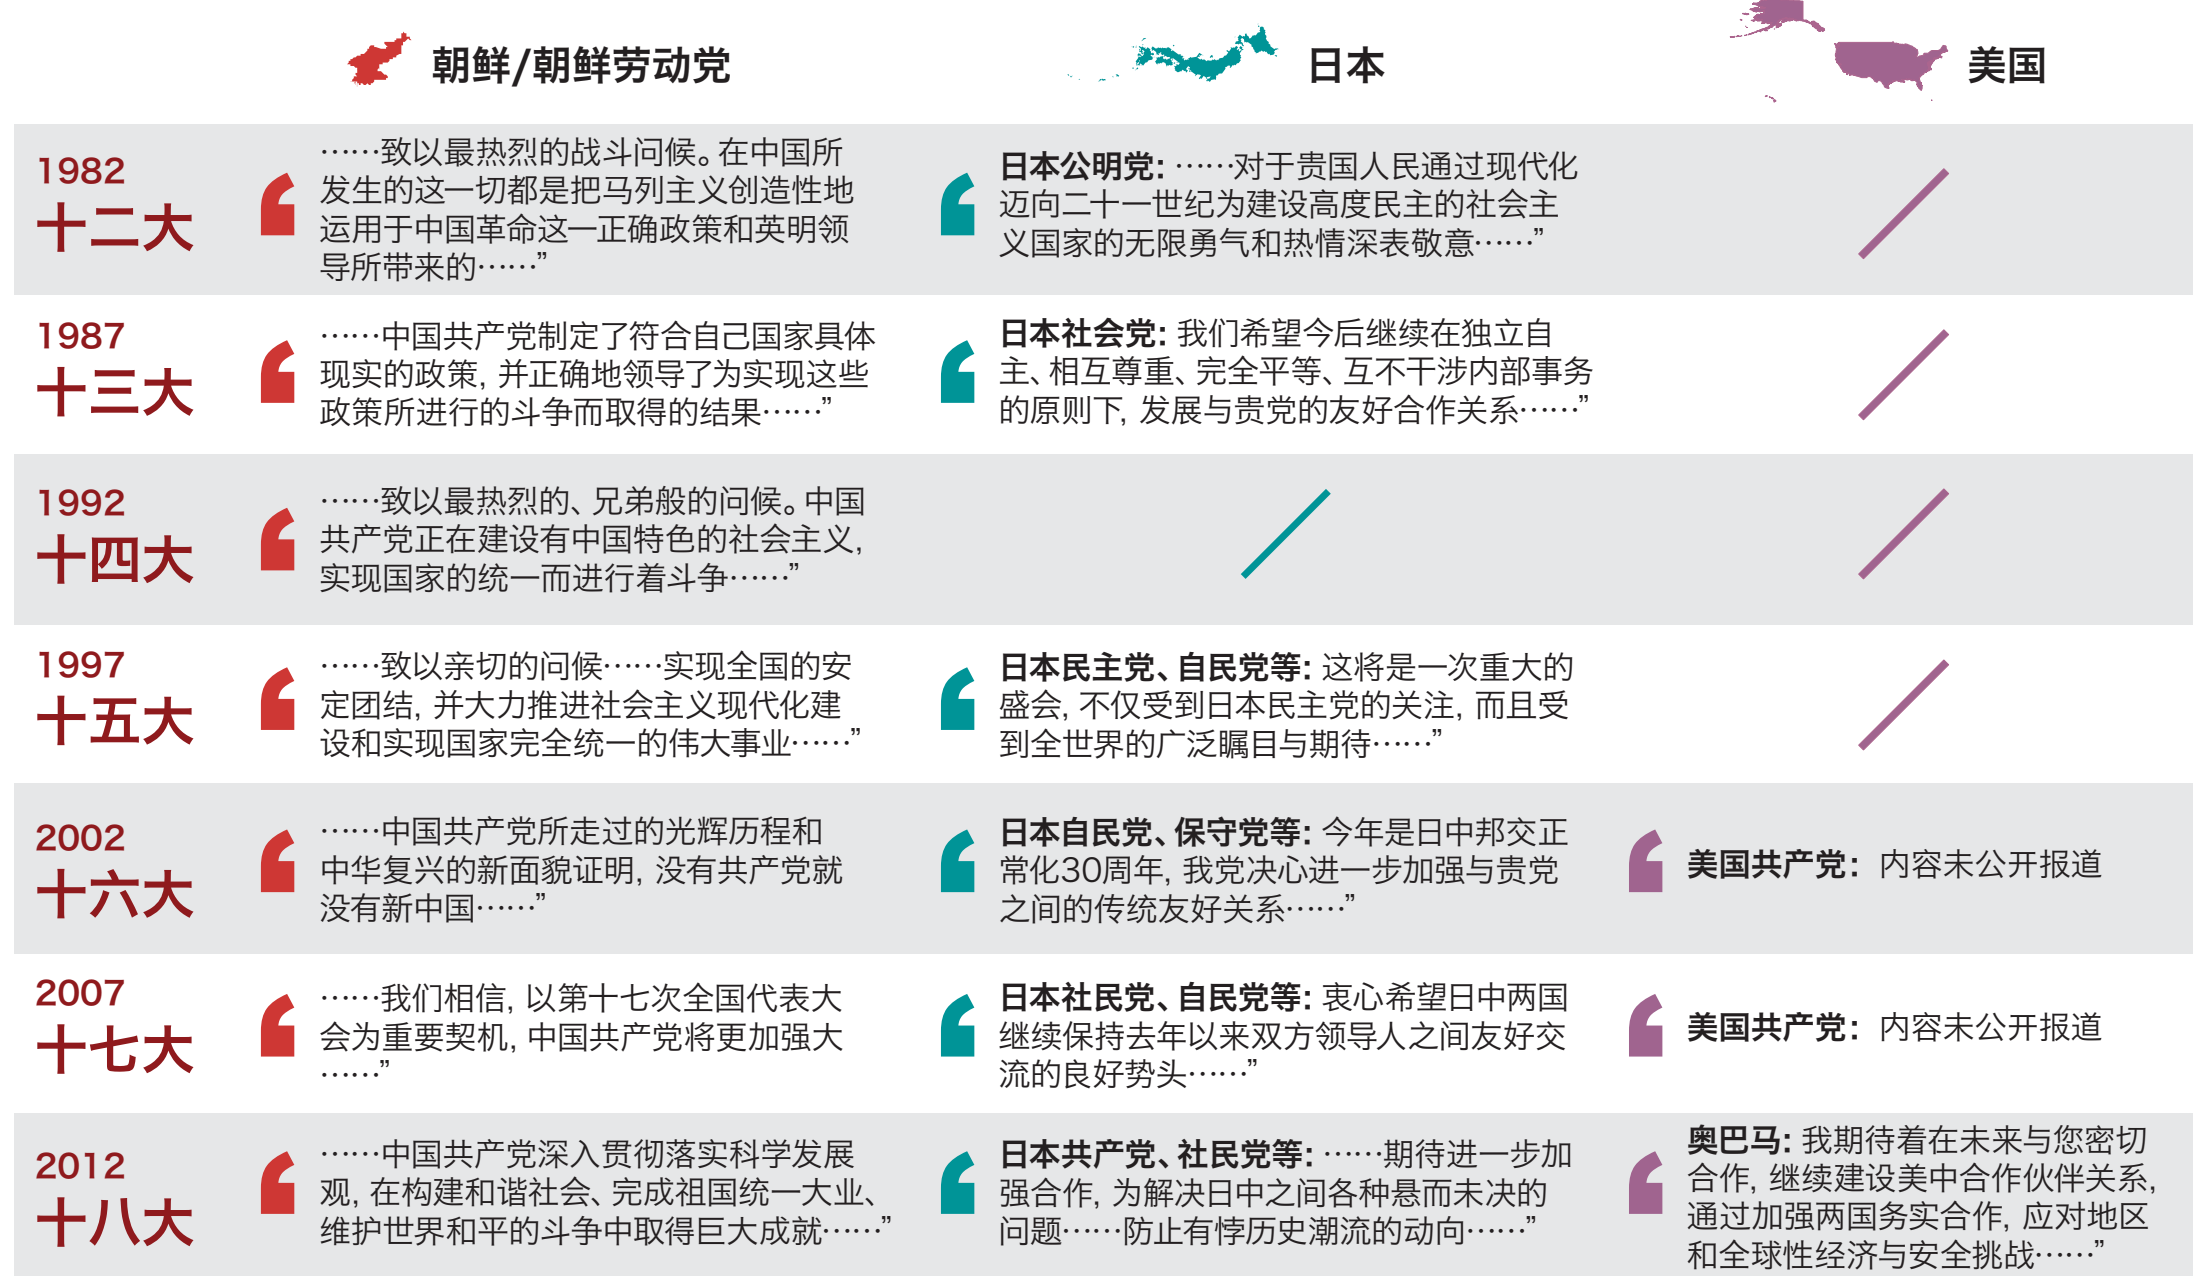 朝鲜/朝鲜劳动党
日本
美国
1982
十二大
……致以最热烈的战斗问候。在中国所
发生的这一切都是把马列主义创造性地
运用于中国革命这一正确政策和英明领
导所带来的……”
日本公明党: ……对于贵国人民通过现代化
迈向二十一世纪为建设高度民主的社会主
义国家的无限勇气和热情深表敬意……”
1987
十三大
……中国共产党制定了符合自己国家具体
现实的政策, 并正确地领导了为实现这些
政策所进行的斗争而取得的结果……”
日本社会党: 我们希望今后继续在独立自
主、相互尊重、完全平等、互不干涉内部事务
的原则下, 发展与贵党的友好合作关系……”
1992
十四大
……致以最热烈的、兄弟般的问候。中国
共产党正在建设有中国特色的社会主义,
实现国家的统一而进行着斗争……”
1997
十五大
……致以亲切的问候……实现全国的安
定团结, 并大力推进社会主义现代化建
设和实现国家完全统一的伟大事业……”
日本民主党、自民党等: 这将是一次重大的
盛会, 不仅受到日本民主党的关注, 而且受
到全世界的广泛瞩目与期待……”
2002
十六大
……中国共产党所走过的光辉历程和
中华复兴的新面貌证明, 没有共产党就
没有新中国……”
日本自民党、保守党等: 今年是日中邦交正
常化30周年, 我党决心进一步加强与贵党
之间的传统友好关系……”
美国共产党: 内容未公开报道
2007
十七大
……我们相信, 以第十七次全国代表大
会为重要契机, 中国共产党将更加强大
……”
日本社民党、自民党等: 衷心希望日中两国
继续保持去年以来双方领导人之间友好交
流的良好势头……”
美国共产党: 内容未公开报道
2012
十八大
……中国共产党深入贯彻落实科学发展
观, 在构建和谐社会、完成祖国统一大业、
维护世界和平的斗争中取得巨大成就……”
日本共产党、社民党等: ……期待进一步加
强合作, 为解决日中之间各种悬而未决的
问题……防止有悖历史潮流的动向……”
奥巴马: 我期待着在未来与您密切
合作, 继续建设美中合作伙伴关系,
通过加强两国务实合作, 应对地区
和全球性经济与安全挑战……”